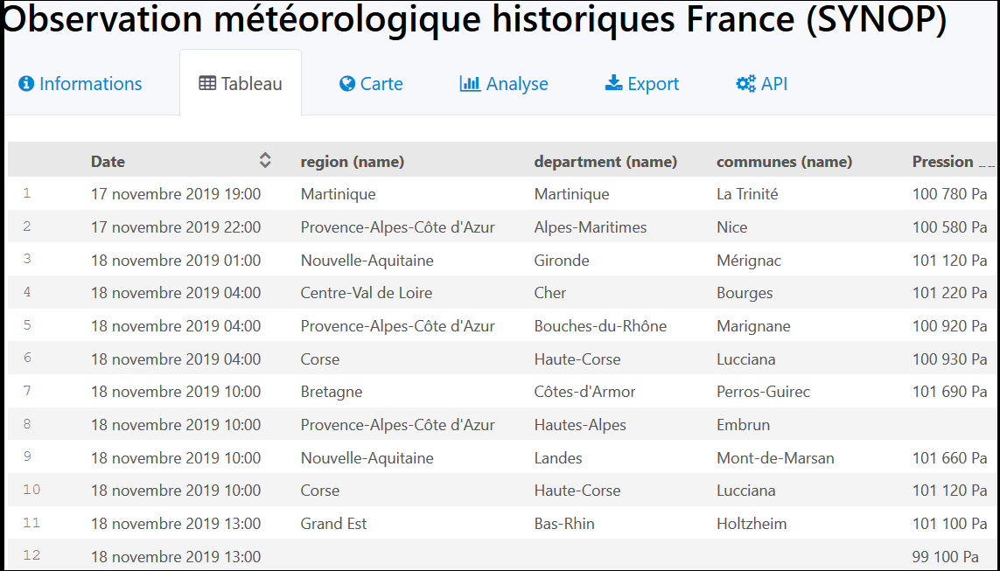 Observation météorologique historiques France (SYNOP)
Informations Tableau Carte Analyse Export API
Date region (name) department (name) communes (name) Pression
1 17 novembre 2019 19:00 Martinique Martinique La Trinité 100 780 Pa
2 17 novembre 2019 22:00 Provence-Alpes-Côte d'Azur Alpes-Maritimes Nice 100 580 Pa
3 18 novembre 2019 01:00 Nouvelle-Aquitaine Gironde Mérignac 101 120 Pa
4 18 novembre 2019 04:00 Centre-Val de Loire Cher Bourges 101 220 Pa
5 18 novembre 2019 04:00 Provence-Alpes-Côte d'Azur Bouches-du-Rhône Marignane 100 920 Pa
6 18 novembre 2019 04:00 Corse Haute-Corse Lucciana 100 930 Pa
7 18 novembre 2019 10:00 Bretagne Côtes-d'Armor Perros-Guirec 101 690 Pa
8 18 novembre 2019 10:00 Provence-Alpes-Côte d'Azur Hautes-Alpes Embrun
9 18 novembre 2019 10:00 Nouvelle-Aquitaine Landes Mont-de-Marsan 101 660 Pa
10 18 novembre 2019 10:00 Corse Haute-Corse Lucciana 101 120 Pa
11 18 novembre 2019 13:00 Grand Est Bas-Rhin Holtzheim 101 100 Pa
12 18 novembre 2019 13:00 99 100 Pa